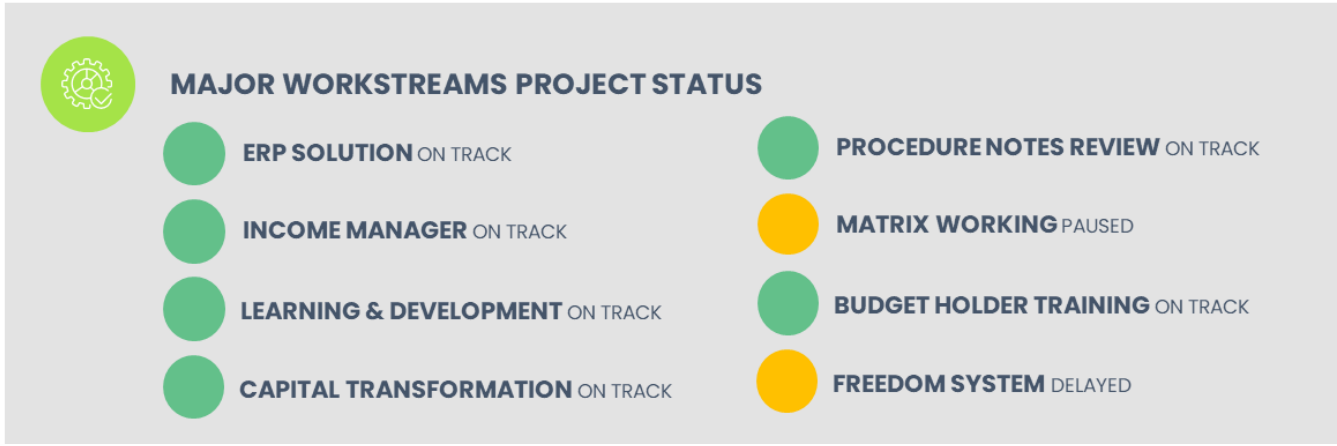 MAJOR WORKSTREAMS PROJECT STATUS
ERP SOLUTION ON TRACK
INCOME MANAGER ON TRACK
LEARNING & DEVELOPMENT ON TRACK
CAPITAL TRANSFORMATION ON TRACK
PROCEDURE NOTES REVIEW ON TRACK
MATRIX WORKING PAUSED
BUDGET HOLDER TRAINING ON TRACK
FREEDOM SYSTEM DELAYED